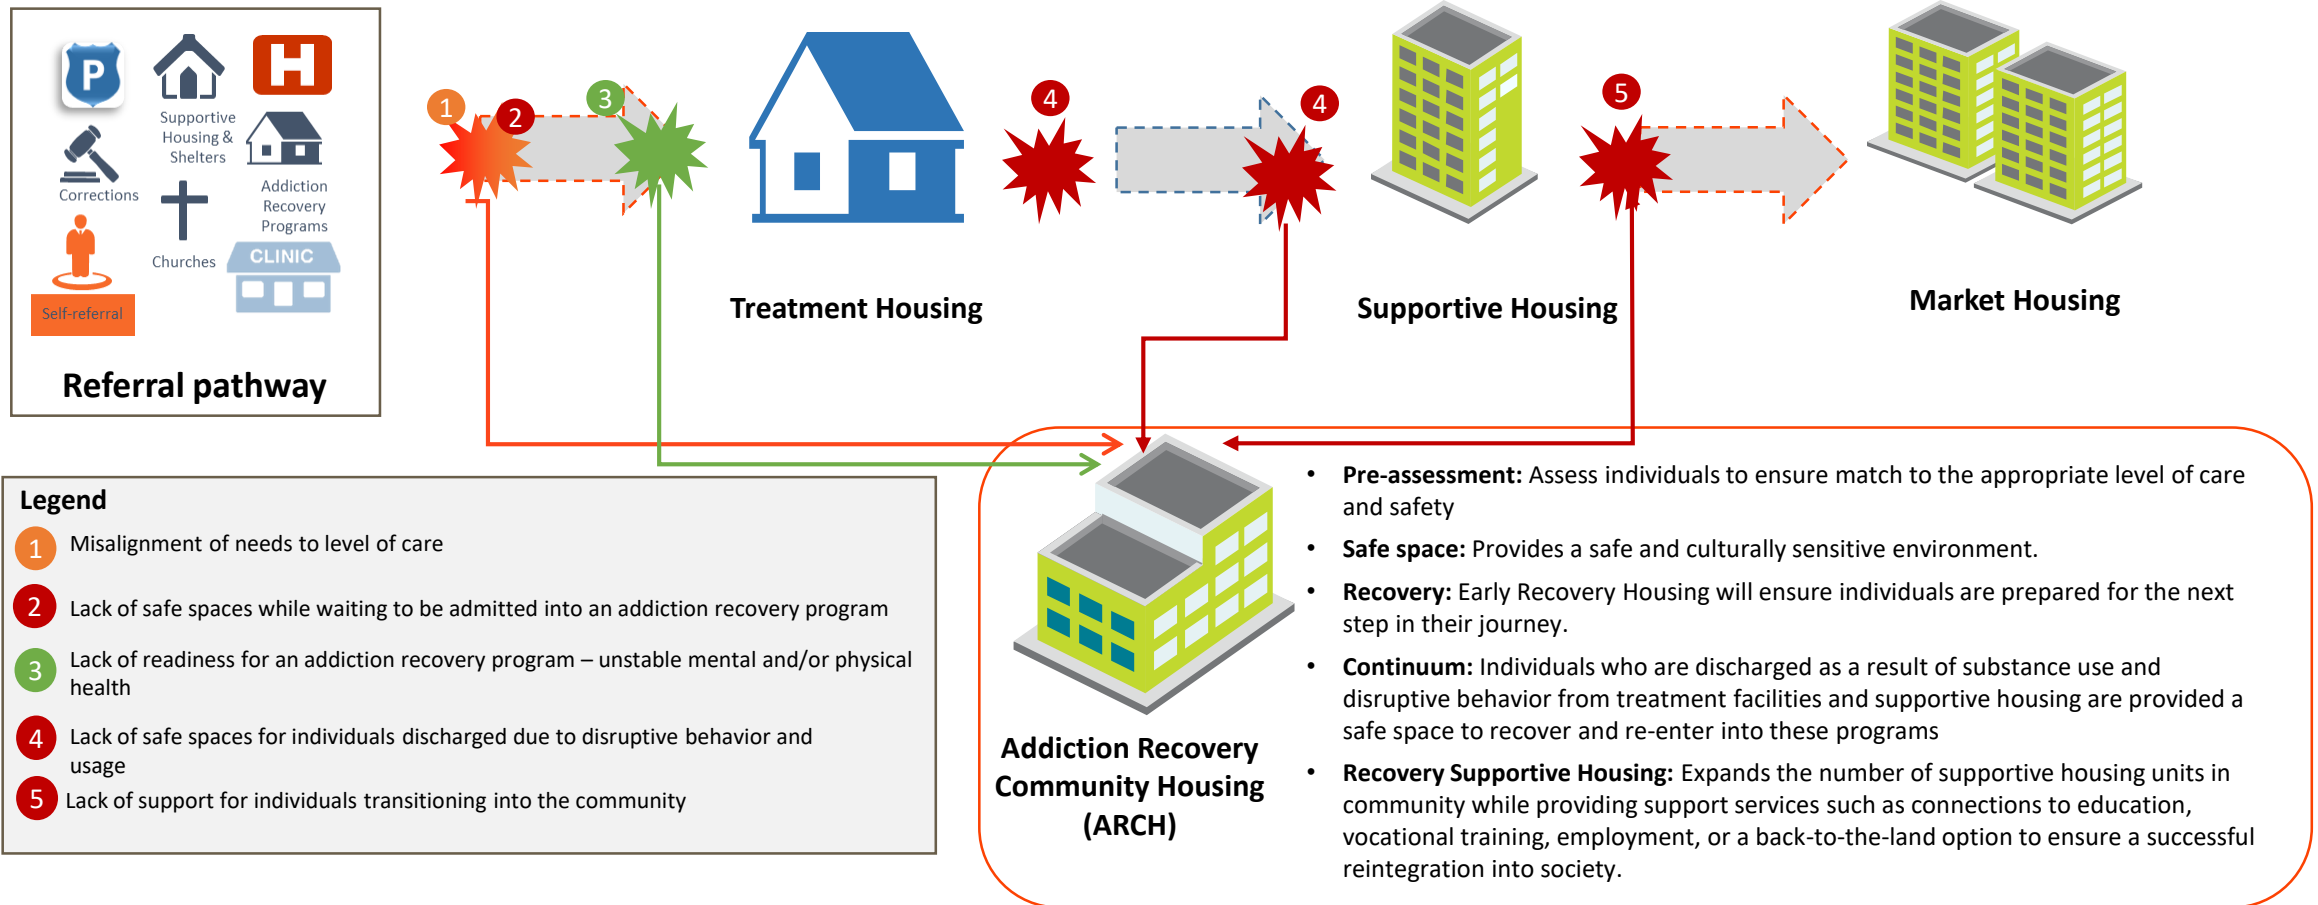 P
H
Supportive
Housing &
Shelters
Corrections
Addiction
Recovery
Programs
Churches
CLINIC
Self-referral
Referral pathway
1
2
3
4
4
5
Treatment Housing
Supportive Housing
Market Housing
Legend
1 Misalignment of needs to level of care
2 Lack of safe spaces while waiting to be admitted into an addiction recovery program
3 Lack of readiness for an addiction recovery program – unstable mental and/or physical
health
4 Lack of safe spaces for individuals discharged due to disruptive behavior and
usage
5 Lack of support for individuals transitioning into the community
Addiction Recovery
Community Housing
(ARCH)
• Pre-assessment: Assess individuals to ensure match to the appropriate level of care
and safety
• Safe space: Provides a safe and culturally sensitive environment.
• Recovery: Early Recovery Housing will ensure individuals are prepared for the next
step in their journey.
• Continuum: Individuals who are discharged as a result of substance use and
disruptive behavior from treatment facilities and supportive housing are provided a
safe space to recover and re-enter into these programs
• Recovery Supportive Housing: Expands the number of supportive housing units in
community while providing support services such as connections to education,
vocational training, employment, or a back-to-the-land option to ensure a successful
reintegration into society.